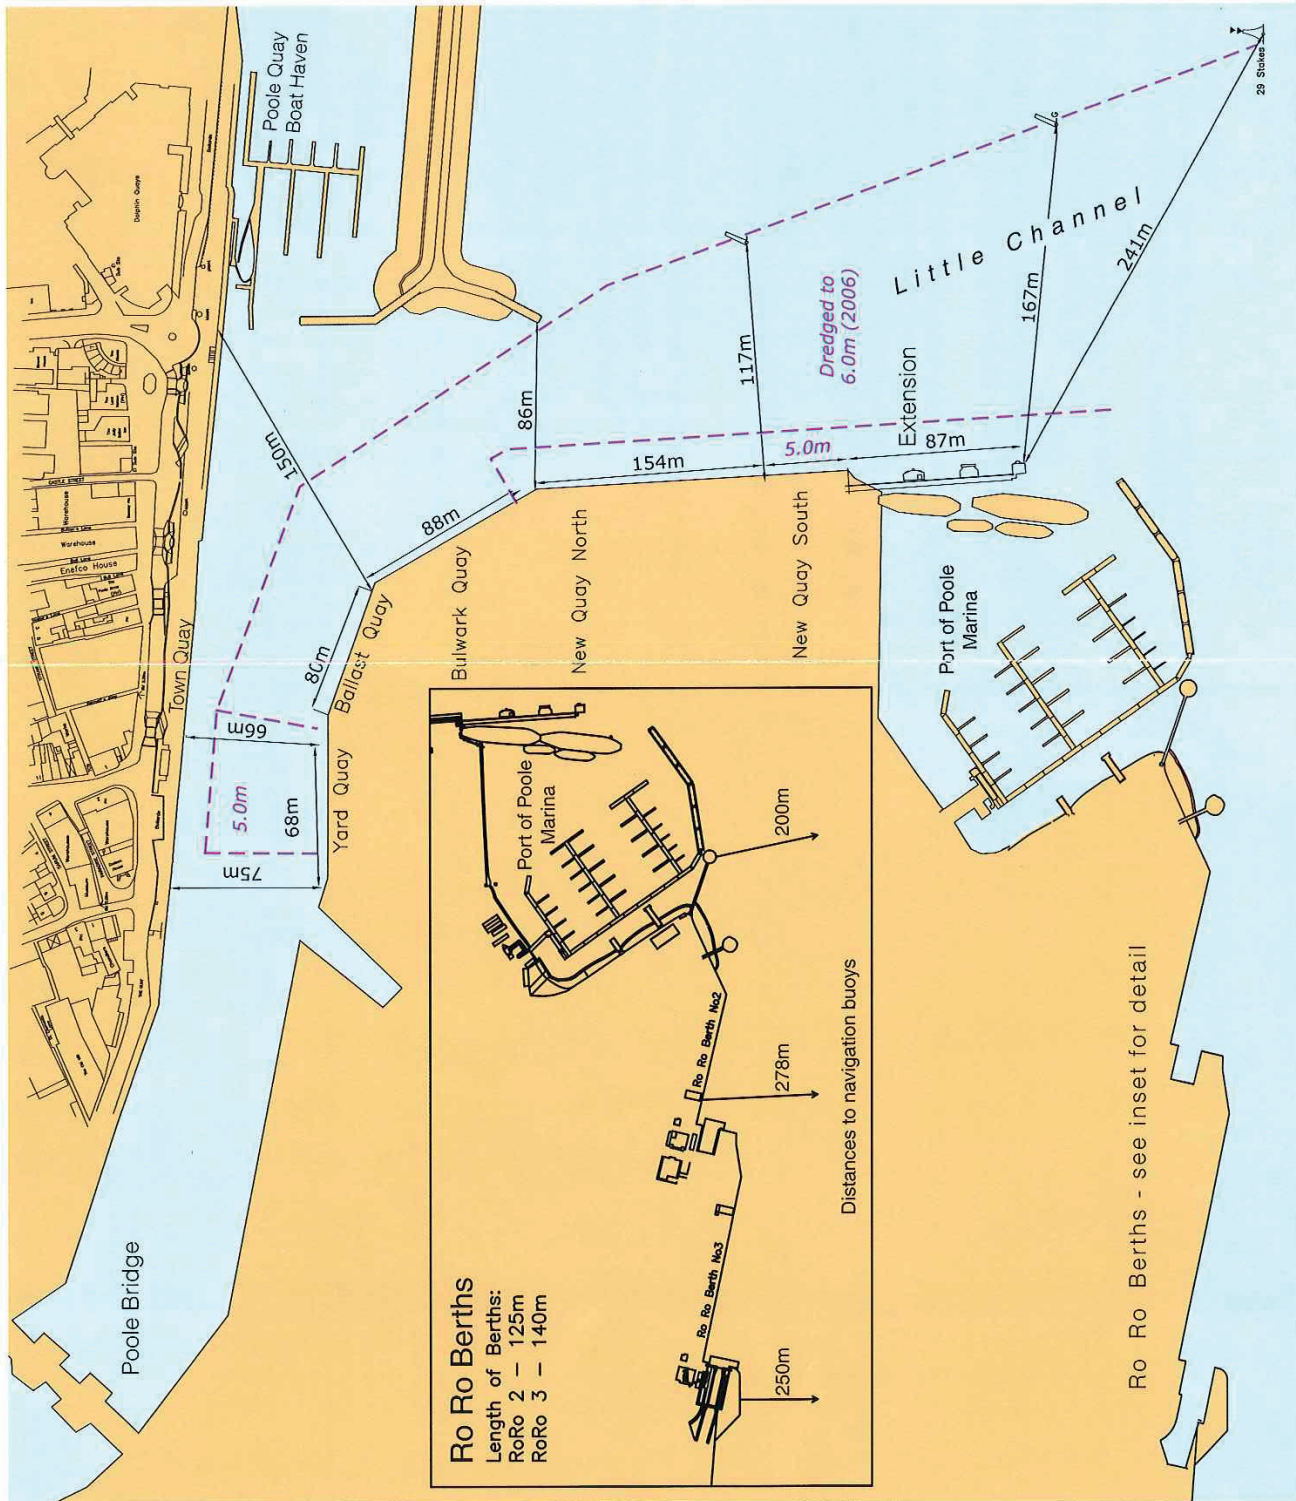 Poole Quay
Boat Haven
Dolphin Quays
29 Stakes
Little Channel
241m
167m
117m
86m
Dredged to
6.0m (2006)
Extension
87m
5.0m
154m
150m
88m
80m
66m
68m
75m
5.0m
CASTLE STREET
Warehouse
Warehouse
Enefco House
Town Quay
Ballast Quay
Yard Quay
Bulwark Quay
New Quay North
New Quay South
Port of Poole
Marina
Poole Bridge
Ro Ro Berths
Length of Berths:
RoRo 2 - 125m
RoRo 3 - 140m
Port of Poole
Marina
Ro Ro Berth No2
Ro Ro Berth No3
200m
278m
250m
Distances to navigation buoys
Ro Ro Berths - see inset for detail